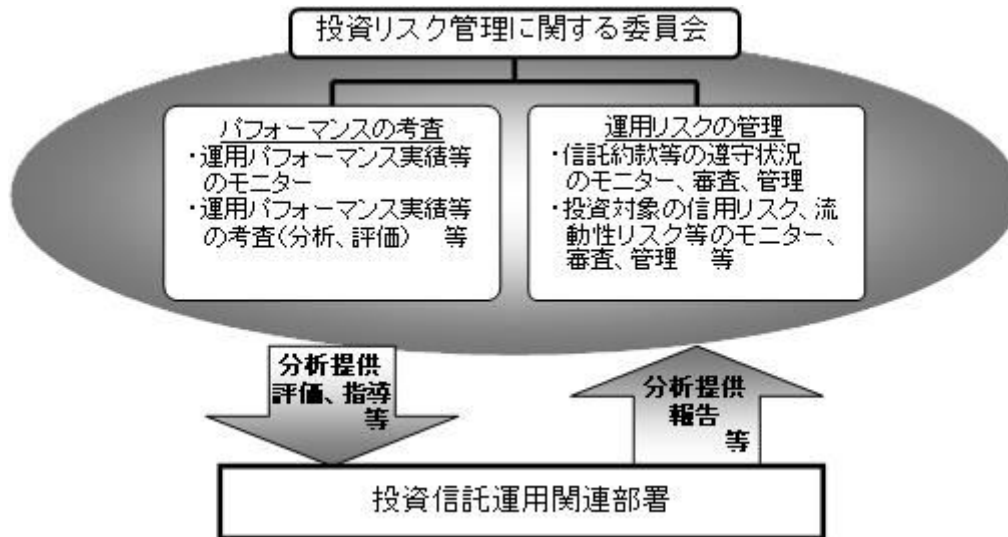 投資リスク管理に関する委員会
パフォーマンスの考査
・運用パフォーマンス実績等
のモニター
・運用パフォーマンス実績等
の考査(分析、評価) 等
運用リスクの管理
・信託約款等の遵守状況
のモニター、審査、管理
・投資対象の信用リスク、流
動性リスク等のモニター、
審査、管理 等
分析提供
評価、指導
等
分析提供
報告
等
投資信託運用関連部署